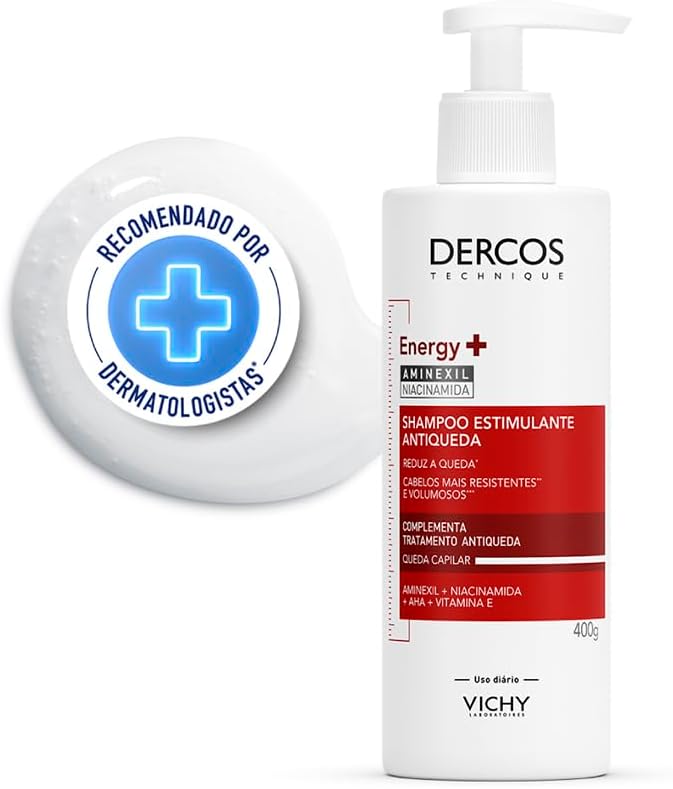 RECOMENDADO POR
DERMATOLOGISTAS*
DERCOS
TECHNIQUE
Energy +
AMINEXIL
NIACINAMIDA
SHAMPOO ESTIMULANTE
ANTIQUEDA
REDUZ A QUEDA*
CABELOS MAIS RESISTENTES**
E VOLUMOSOS***
COMPLEMENTA
TRATAMENTO ANTIQUEDA
QUEDA CAPILAR
AMINEXIL + NIACINAMIDA
+ AHA + VITAMINA E
400g
Uso diário
VICHY
LABORATOIRES